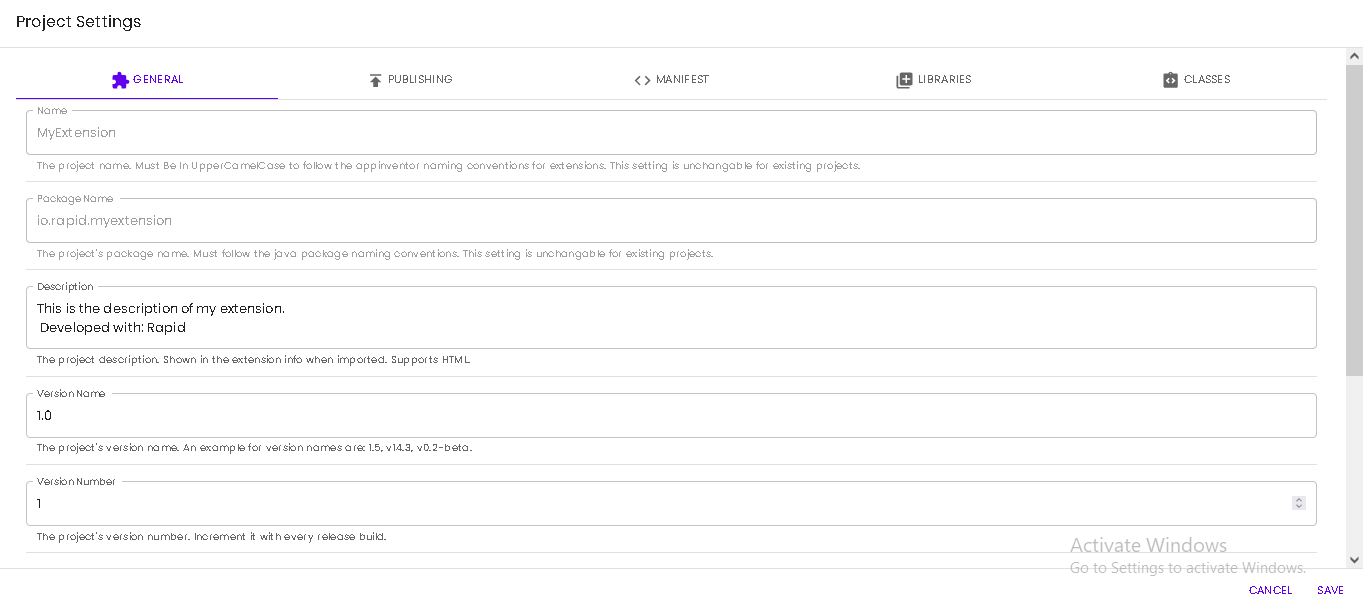 Project Settings
GENERAL
PUBLISHING
MANIFEST
LIBRARIES
CLASSES
Name
MyExtension
The project name. Must Be In UpperCamelCase to follow the appinventor naming conventions for extensions. This setting is unchangable for existing projects.
Package Name
io.rapid.myextension
The project's package name. Must follow the java package naming conventions. This setting is unchangable for existing projects.
Description
This is the description of my extension.
Developed with: Rapid
The project description. Shown in the extension info when imported. Supports HTML
Version Name
1.0
The project's version name. An example for version names are: 1.5, v14.3, v0.2-beta.
Version Number
1
The project's version number. Increment it with every release build.
Activate Windows
Go to Settings to activate Windows.
CANCEL
SAVE